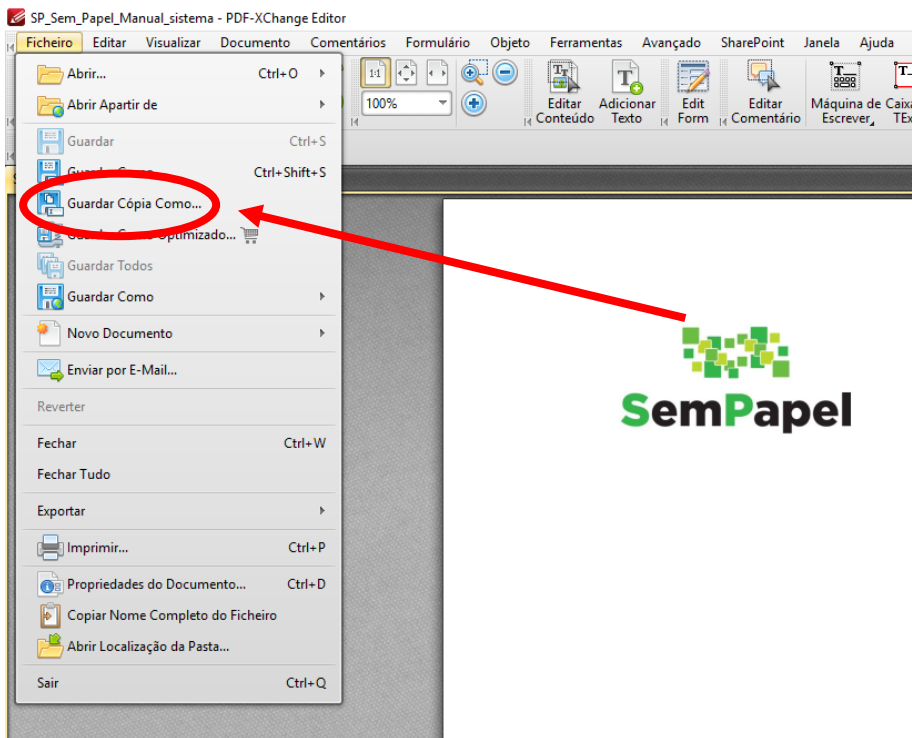 SP_Sem_Papel_Manual_sistema - PDF-XChange Editor
Ficheiro Editar Visualizar Documento Comentários Formulário Objeto Ferramentas Avançado SharePoint Janela Ajuda
Abrir... Ctrl+O
Abrir Apartir de
Guardar Ctrl+S
Ctrl+Shift+S
Guardar Cópia Como...
Optimizado...
Guardar Todos
Guardar Como
Novo Documento
Enviar por E-Mail...
Reverter
Fechar Ctrl+W
Fechar Tudo
Exportar
Imprimir... Ctrl+P
Propriedades do Documento... Ctrl+D
Copiar Nome Completo do Ficheiro
Abrir Localização da Pasta...
Sair Ctrl+Q
1:1
100%
Editar Conteúdo
Adicionar Texto
Edit Form
Editar Comentário
Máquina de Escrever
SemPapel